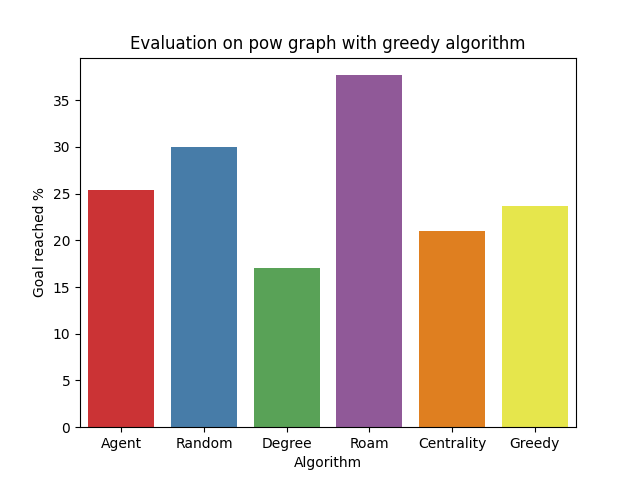 Evaluation on pow graph with greedy algorithm
Goal reached %
35
30
25
20
15
10
5
0
Agent Random Degree Roam Centrality Greedy
Algorithm